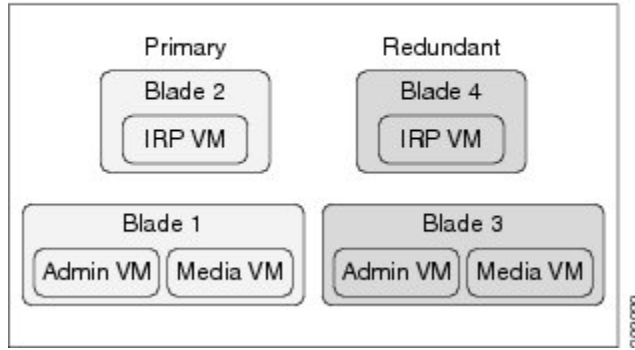 Primary
Redundant
Blade 2
Blade 4
IRP VM
IRP VM
Blade 1
Blade 3
Admin VM
Media VM
Admin VM
Media VM